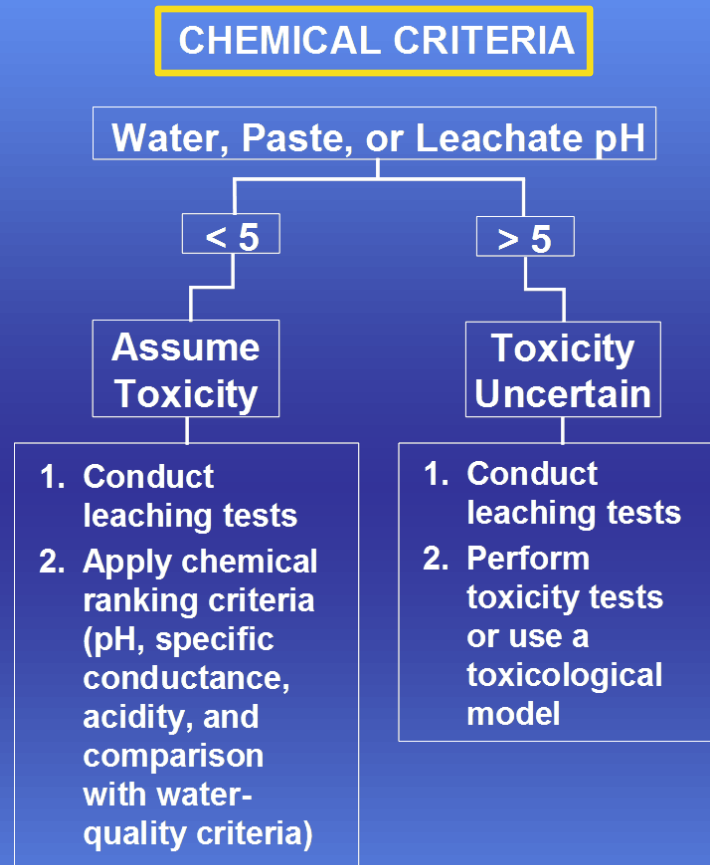 CHEMICAL CRITERIA
Water, Paste, or Leachate pH
< 5
> 5
Assume
Toxicity
Toxicity
Uncertain
1. Conduct
leaching tests
2. Apply chemical
ranking criteria
(pH, specific
conductance,
acidity, and
comparison
with water-
quality criteria)
1. Conduct
leaching tests
2. Perform
toxicity tests
or use a
toxicological
model